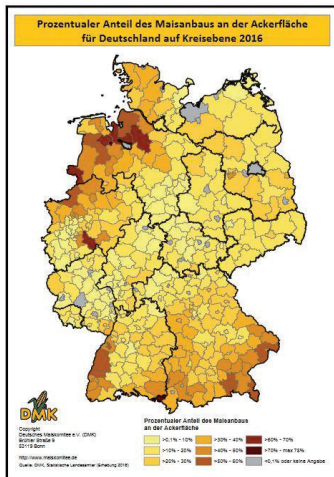 Prozentualer Anteil des Maisanbaus an der Ackerfläche
für Deutschland auf Kreisebene 2016
DMK
Copyright
Deutsches Maiskomitee e. V. (DMK)
Brühler Straße 9
53119 Bonn
http://www.maiskomitee.de
Quelle: DMK, Statistische Landesämter (Erhebung 2016)
Prozentualer Anteil des Maisanbaus
an der Ackerfläche
>0,1% - 10%
>10% - 20%
>20% - 30%
>30% - 40%
>40% - 50%
>50% - 60%
>60% - 70%
>70% - max 73%
<0,1% oder keine Angabe